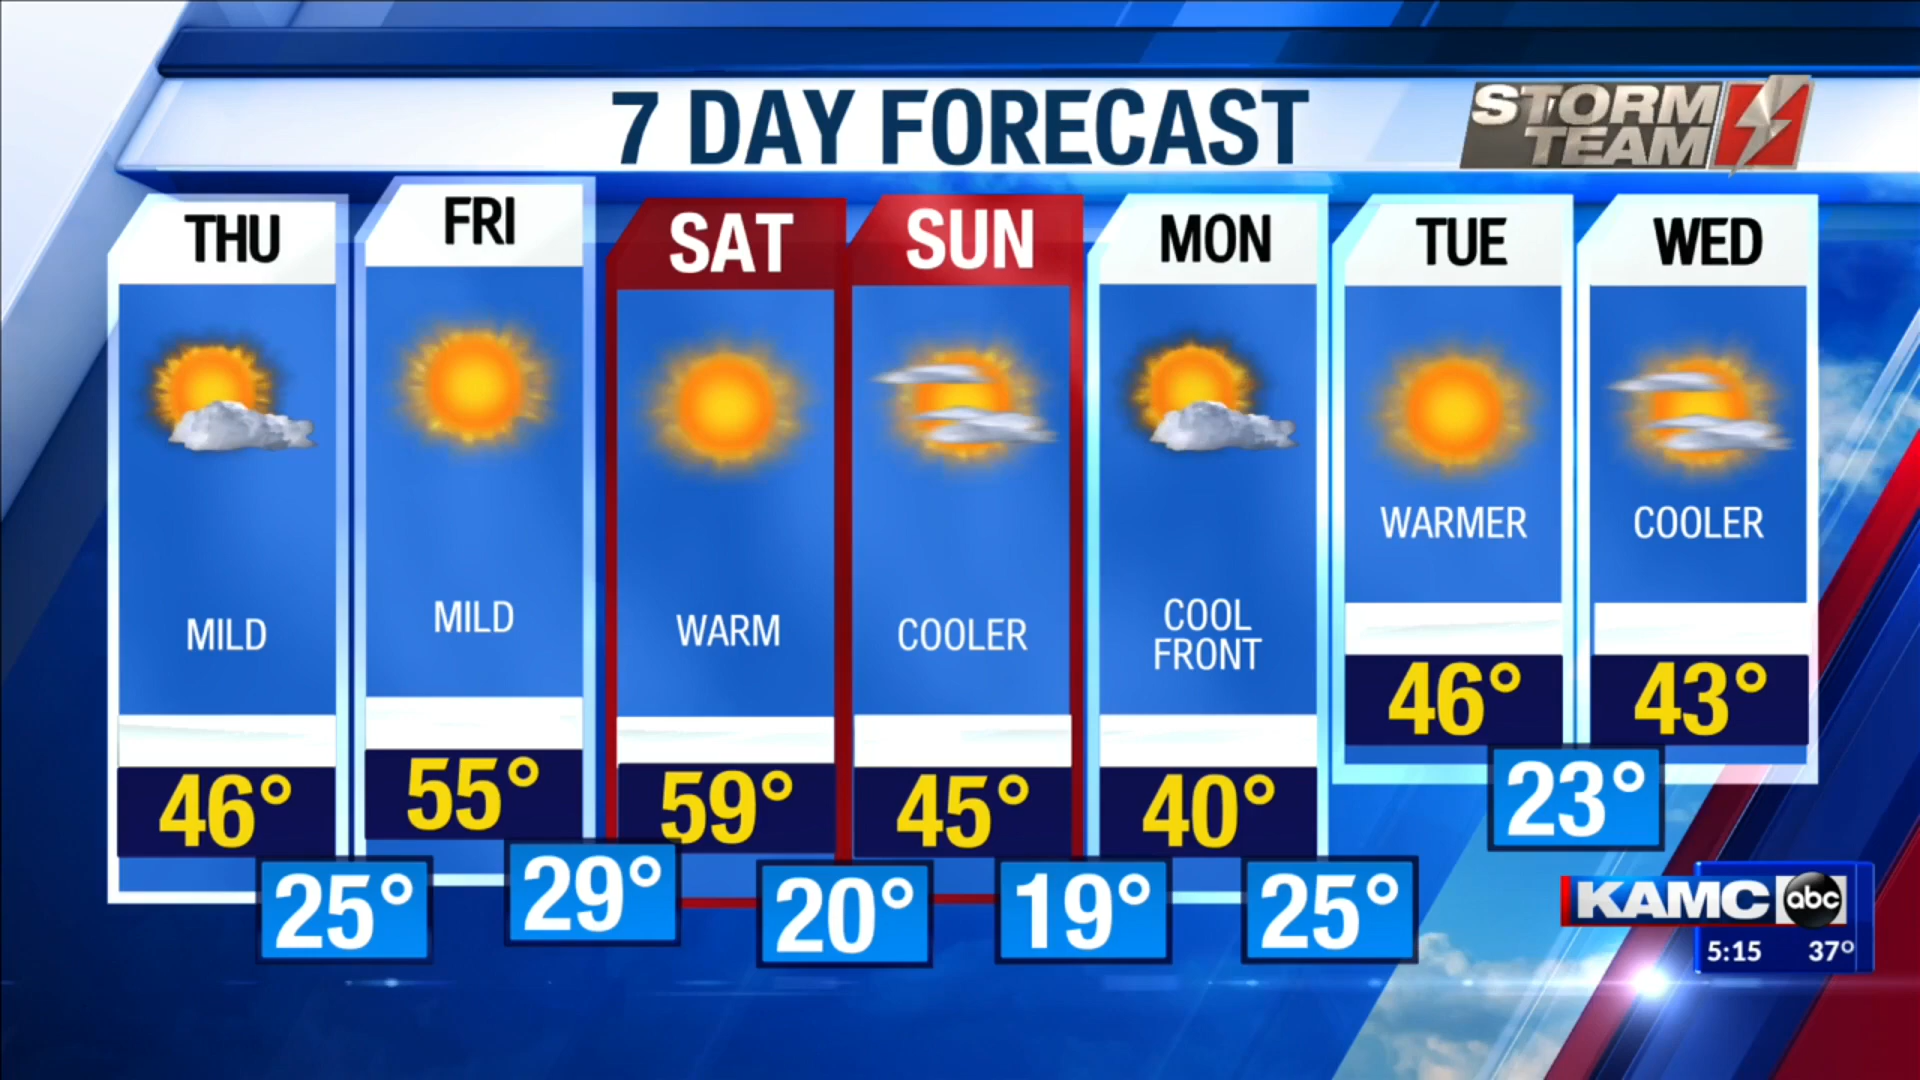 7 DAY FORECAST
STORM
TEAM
THU
FRI
SAT
SUN
MON
TUE
WED
WARMER
COOLER
MILD
MILD
WARM
COOLER
COOL
FRONT
46°
43°
46°
55°
59°
45°
40°
23°
25°
29°
20°
19°
25°
KAMC abc
5:15 37°